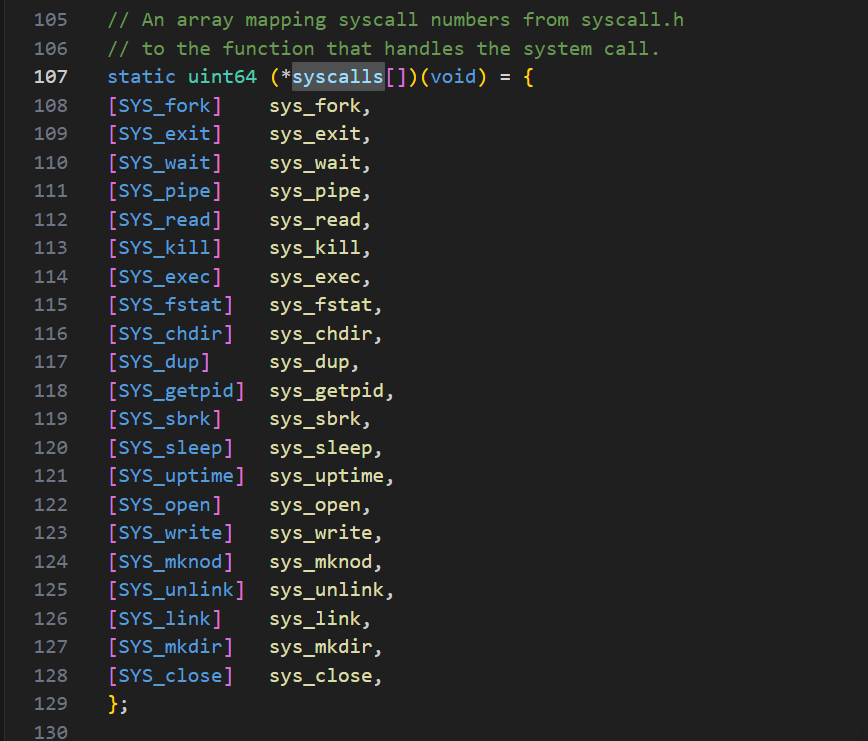 105 // An array mapping syscall numbers from syscall.h
106 // to the function that handles the system call.
107 static uint64 (*syscalls[])(void) = {
108 [SYS_fork]    sys_fork,
109 [SYS_exit]    sys_exit,
110 [SYS_wait]    sys_wait,
111 [SYS_pipe]    sys_pipe,
112 [SYS_read]    sys_read,
113 [SYS_kill]    sys_kill,
114 [SYS_exec]    sys_exec,
115 [SYS_fstat]   sys_fstat,
116 [SYS_chdir]   sys_chdir,
117 [SYS_dup]     sys_dup,
118 [SYS_getpid]  sys_getpid,
119 [SYS_sbrk]    sys_sbrk,
120 [SYS_sleep]   sys_sleep,
121 [SYS_uptime]  sys_uptime,
122 [SYS_open]    sys_open,
123 [SYS_write]   sys_write,
124 [SYS_mknod]   sys_mknod,
125 [SYS_unlink]  sys_unlink,
126 [SYS_link]    sys_link,
127 [SYS_mkdir]   sys_mkdir,
128 [SYS_close]   sys_close,
129 };
130